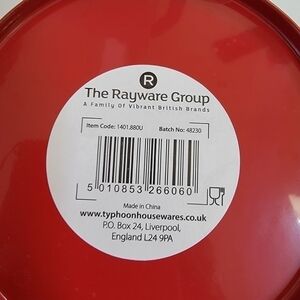 R
The Rayware Group
A Family Of Vibrant British Brands
Item Code: 1401.880U Batch No: 48230
5 010853 266060
Made in China
www.typhoonhousewares.co.uk
P.O. Box 24, Liverpool,
England L24 9PA